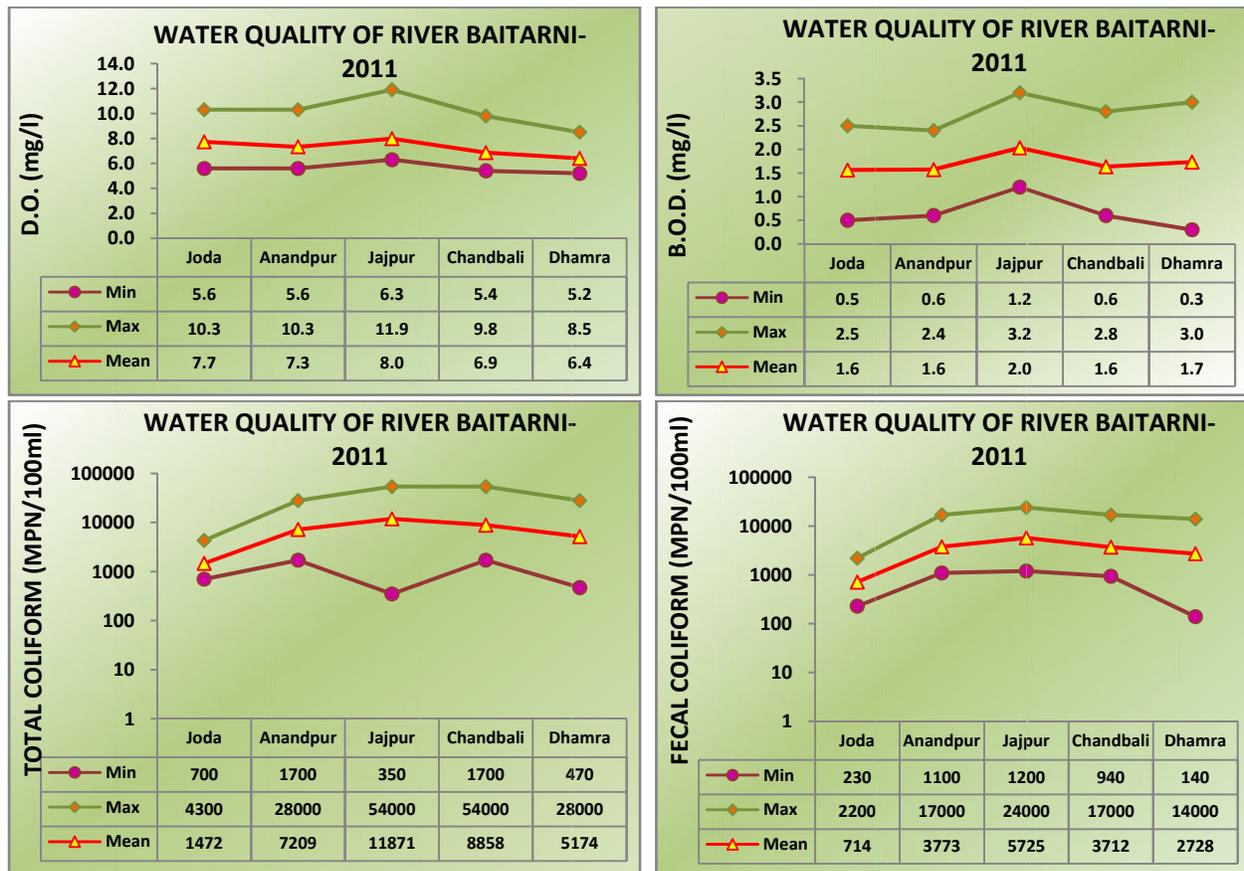 WATER QUALITY OF RIVER BAITARNI-
2011
D.O. (mg/l)
14.0
12.0
10.0
8.0
6.0
4.0
2.0
0.0
Joda Anandpur Jajpur Chandbali Dhamra
Min 5.6 5.6 6.3 5.4 5.2
Max 10.3 10.3 11.9 9.8 8.5
Mean 7.7 7.3 8.0 6.9 6.4
WATER QUALITY OF RIVER BAITARNI-
2011
B.O.D. (mg/l)
3.5
3.0
2.5
2.0
1.5
1.0
0.5
0.0
Joda Anandpur Jajpur Chandbali Dhamra
Min 0.5 0.6 1.2 0.6 0.3
Max 2.5 2.4 3.2 2.8 3.0
Mean 1.6 1.6 2.0 1.6 1.7
WATER QUALITY OF RIVER BAITARNI-
2011
TOTAL COLIFORM (MPN/100ml)
100000
10000
1000
100
10
1
Joda Anandpur Jajpur Chandbali Dhamra
Min 700 1700 350 1700 470
Max 4300 28000 54000 54000 28000
Mean 1472 7209 11871 8858 5174
WATER QUALITY OF RIVER BAITARNI-
2011
FECAL COLIFORM (MPN/100ml)
100000
10000
1000
100
10
1
Joda Anandpur Jajpur Chandbali Dhamra
Min 230 1100 1200 940 140
Max 2200 17000 24000 17000 14000
Mean 714 3773 5725 3712 2728